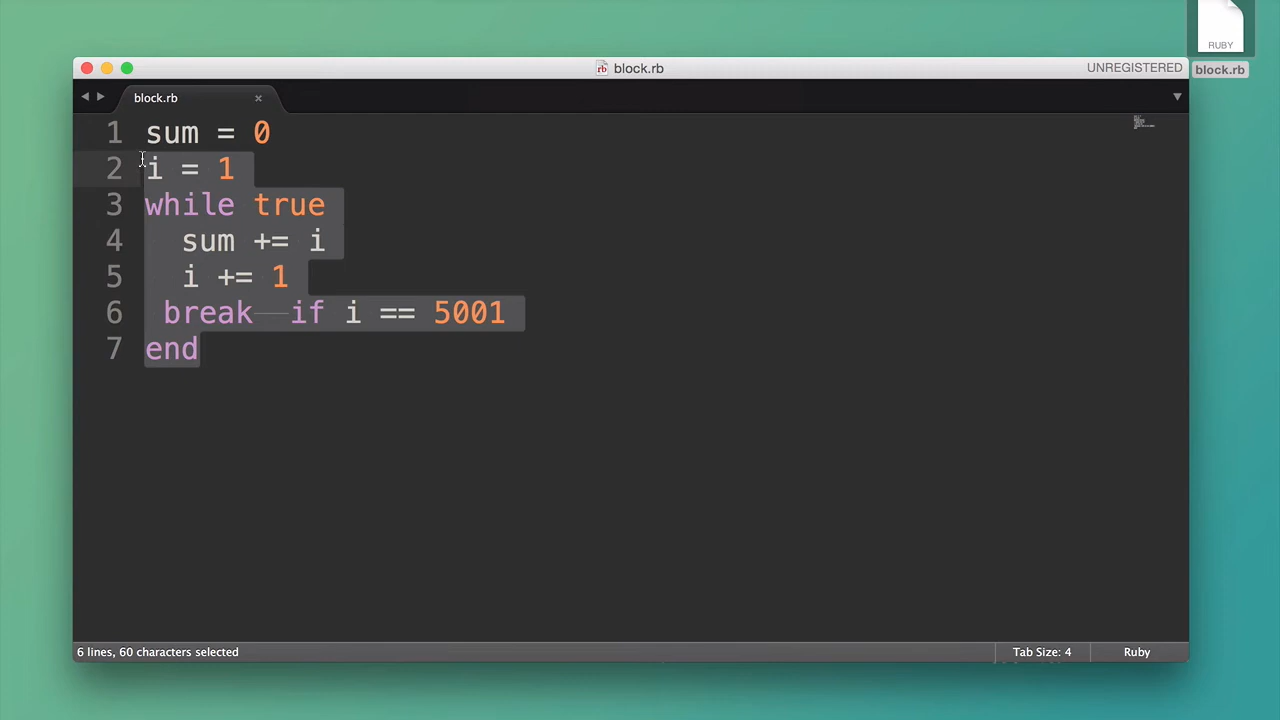 RUBY
block.rb
block.rb
UNREGISTERED
block.rb ×
1 sum = 0
2 i = 1
3 while true
4   sum += i
5   i += 1
6  break  if i == 5001
7 end
6 lines, 60 characters selected
Tab Size: 4
Ruby